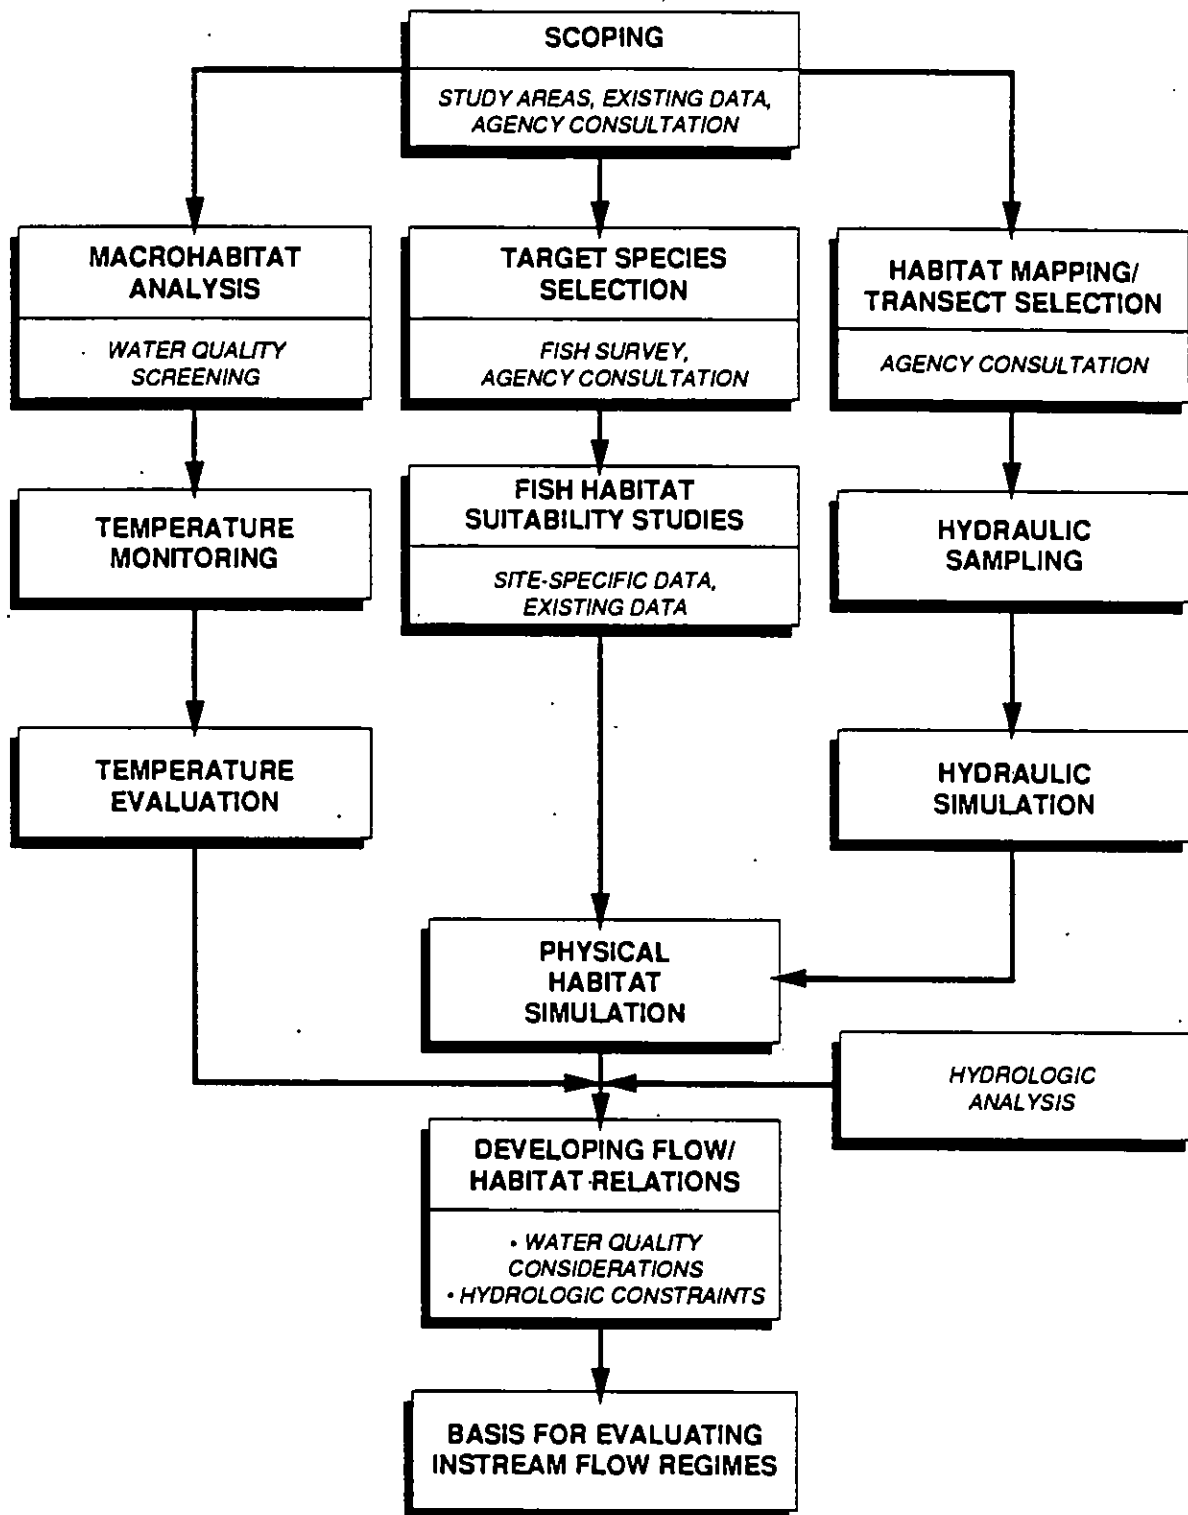 SCOPING
STUDY AREAS, EXISTING DATA,
AGENCY CONSULTATION
MACROHABITAT
ANALYSIS
WATER QUALITY
SCREENING
TARGET SPECIES
SELECTION
FISH SURVEY,
AGENCY CONSULTATION
HABITAT MAPPING/
TRANSECT SELECTION
AGENCY CONSULTATION
TEMPERATURE
MONITORING
FISH HABITAT
SUITABILITY STUDIES
SITE-SPECIFIC DATA,
EXISTING DATA
HYDRAULIC
SAMPLING
TEMPERATURE
EVALUATION
HYDRAULIC
SIMULATION
PHYSICAL
HABITAT
SIMULATION
HYDROLOGIC
ANALYSIS
DEVELOPING FLOW/
HABITAT RELATIONS
• WATER QUALITY
CONSIDERATIONS
• HYDROLOGIC CONSTRAINTS
BASIS FOR EVALUATING
INSTREAM FLOW REGIMES